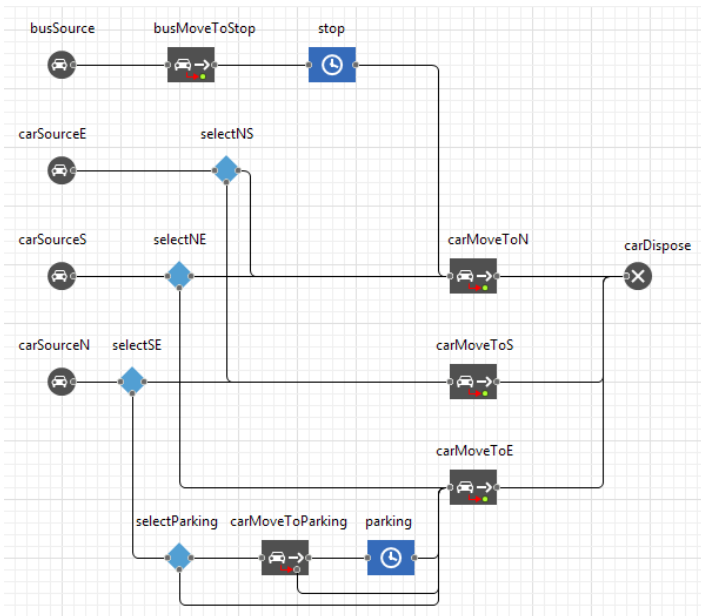 busSource busMoveToStop stop
carSourceE selectNS
carSourceS selectNE carMoveToN carDispose
carSourceN selectSE carMoveToS
carMoveToE
selectParking carMoveToParking parking